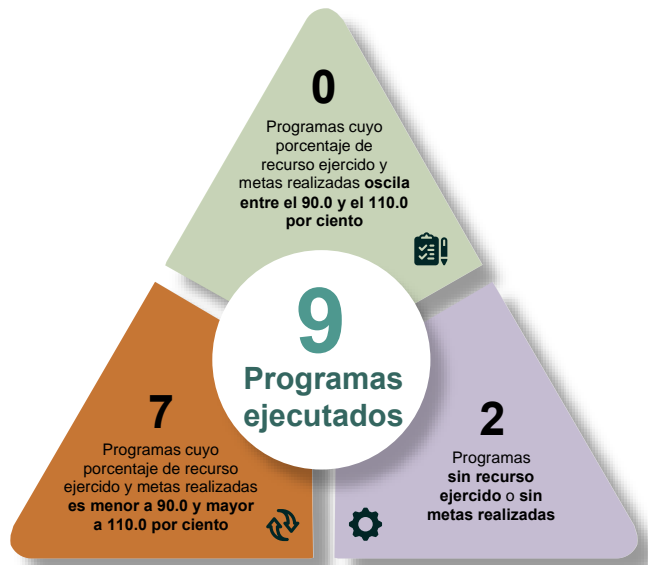 0
Programas cuyo
porcentaje de
recurso ejercido y
metas realizadas oscila
entre el 90.0 y el 110.0
por ciento
9
Programas
ejecutados
7
Programas cuyo
porcentaje de recurso
ejercido y metas realizadas
es menor a 90.0 y mayor
a 110.0 por ciento
2
Programas
sin recurso
ejercido o sin
metas realizadas